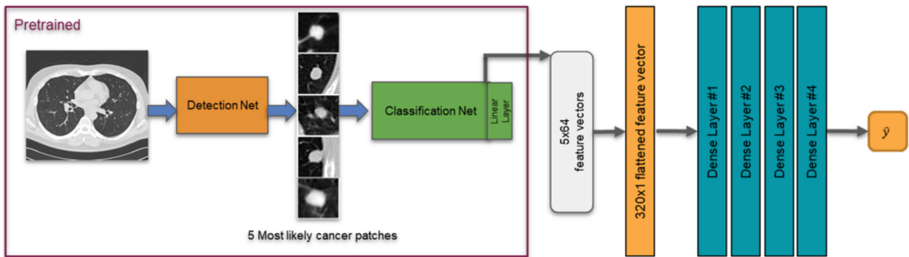 Pretrained
Detection Net
5 Most likely cancer patches
Classification Net
Linear
Layer
5x64
feature vectors
320x1 flattened feature vector
Dense Layer #1
Dense Layer #2
Dense Layer #3
Dense Layer #4
ŷ